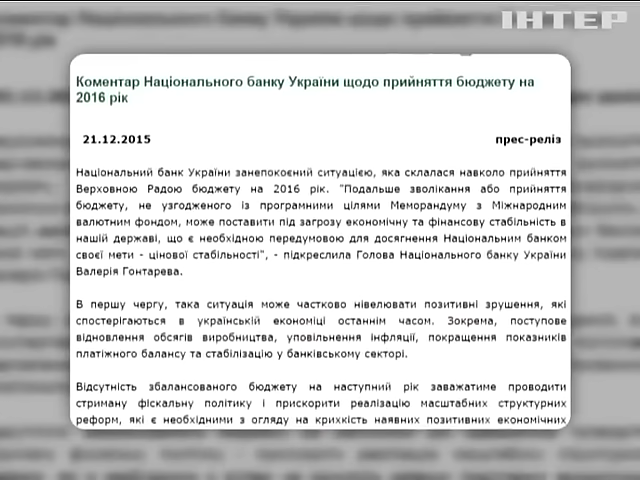 ІНТЕР
Коментар Національного банку України щодо прийняття бюджету на
2016 рік
21.12.2015 прес-реліз
Національний банк України занепокоєний ситуацією, яка склалася навколо прийняття
Верховною Радою бюджету на 2016 рік. "Подальше зволікання або прийняття
бюджету, не узгодженого із програмними цілями Меморандуму з Міжнародним
валютним фондом, може поставити під загрозу економічну та фінансову стабільність в
нашій державі, що є необхідною передумовою для досягнення Національним банком
своєї мети - цінової стабільності", - підкреслила Голова Національного банку України
Валерія Гонтарева.
В першу чергу, така ситуація може частково нівелювати позитивні зрушення, які
спостерігаються в українській економіці останнім часом. Зокрема, поступове
відновлення обсягів виробництва, уповільнення інфляції, покращення показників
платіжного балансу та стабілізацію у банківському секторі.
Відсутність збалансованого бюджету на наступний рік заважатиме проводити
стриману фіскальну політику і прискорити реалізацію масштабних структурних
реформ, які є необхідними з огляду на крихкість наявних позитивних економічних